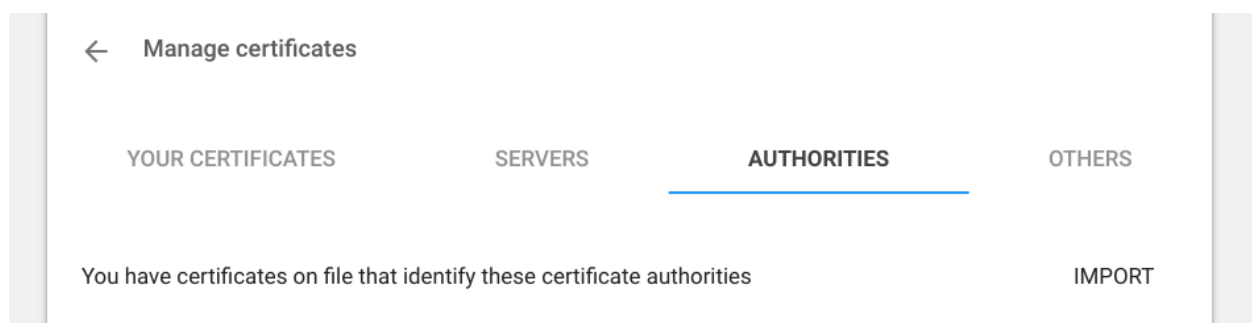 Manage certificates
YOUR CERTIFICATES SERVERS AUTHORITIES OTHERS
You have certificates on file that identify these certificate authorities IMPORT